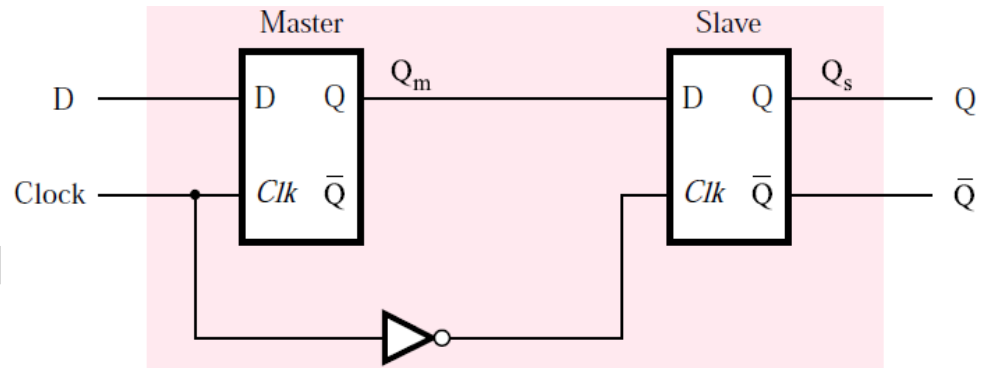 Master Slave
D D Q Qm D Q Qs Q
Clock Clk Q̅ Clk Q̅ Q̅